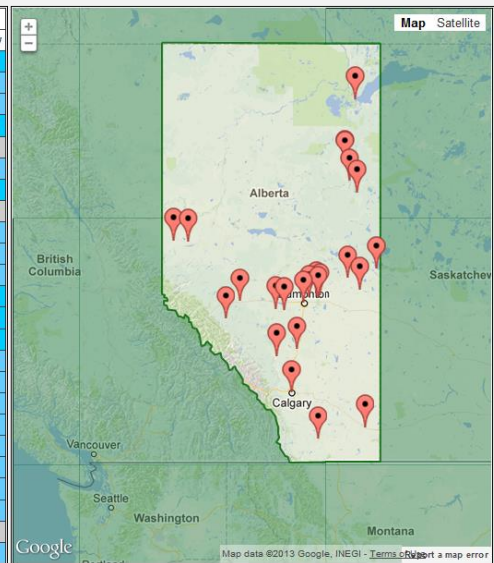 Map Satellite
Alberta
British
Columbia
Saskatchew
Edmonton
Calgary
Vancouver
Seattle
Washington
Montana
Google
Map data ©2013 Google, INEGI - Terms of Use
Report a map error